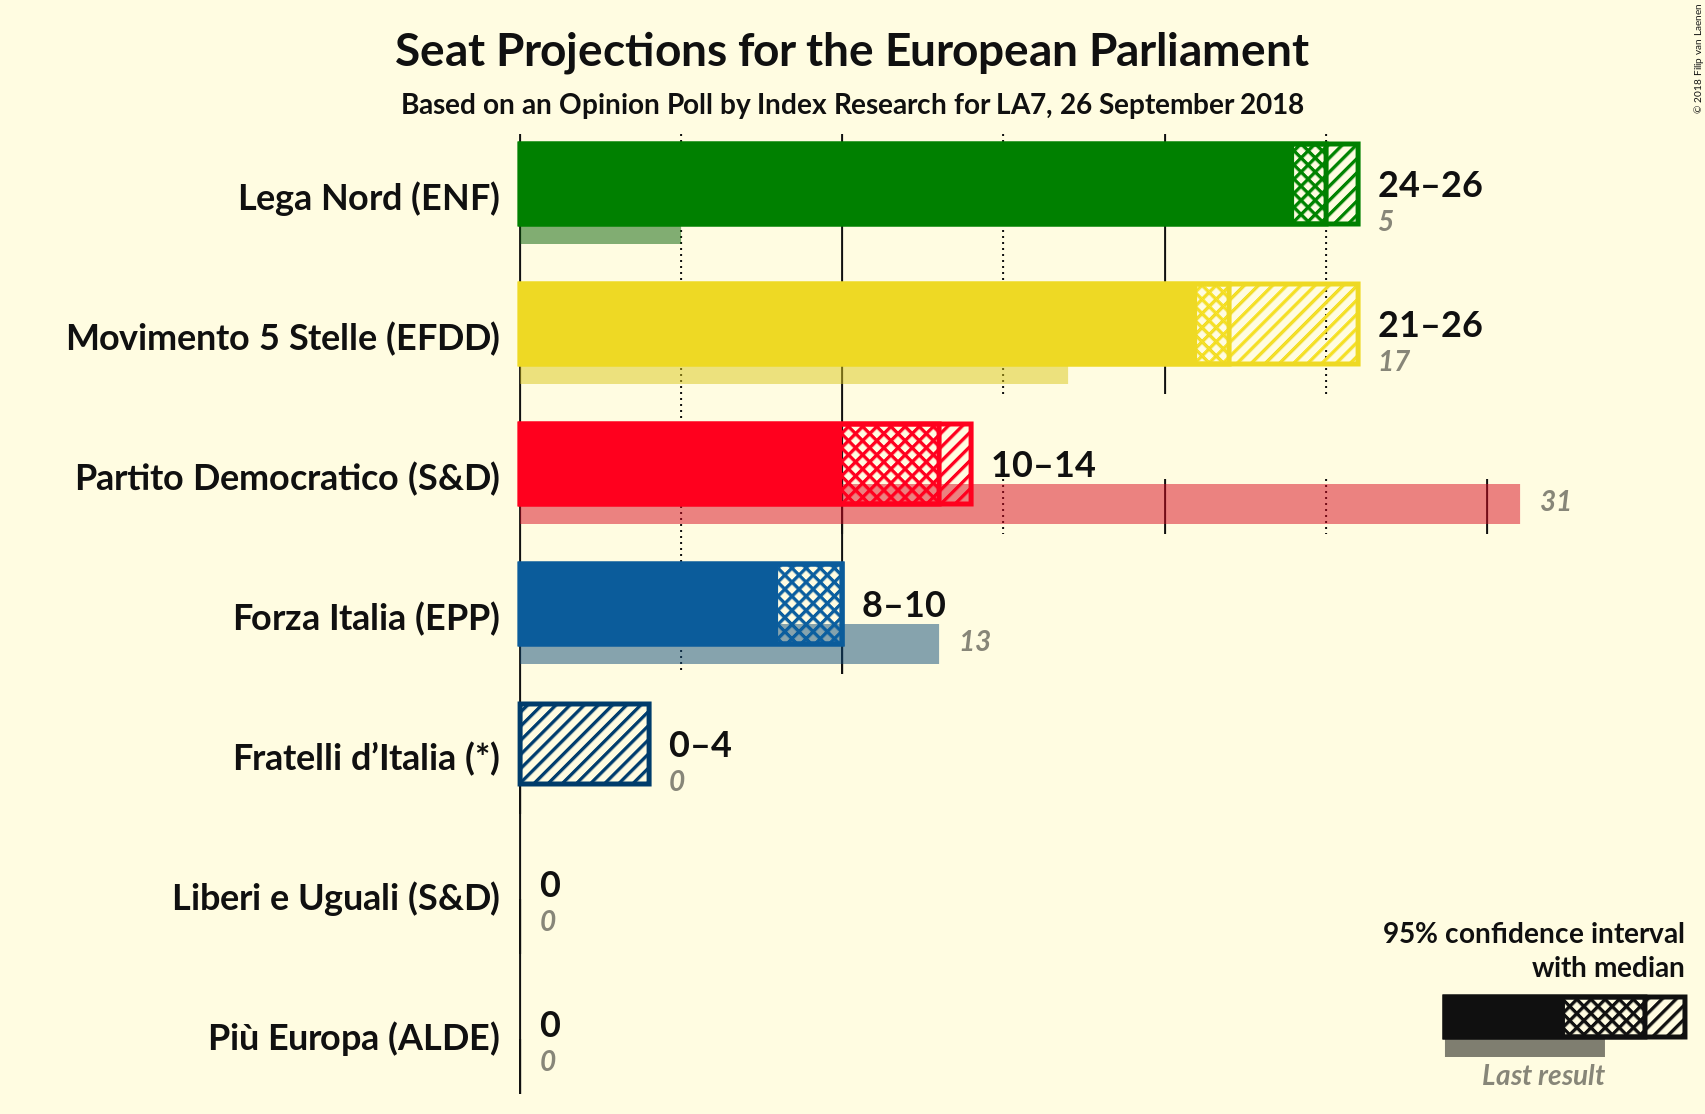 Seat Projections for the European Parliament
Based on an Opinion Poll by Index Research for LA7, 26 September 2018
© 2018 Filip van Laenen
Lega Nord (ENF)
24–26
5
Movimento 5 Stelle (EFDD)
21–26
17
Partito Democratico (S&D)
10–14
31
Forza Italia (EPP)
8–10
13
Fratelli d’Italia (*)
0–4
0
Liberi e Uguali (S&D)
0
0
Più Europa (ALDE)
0
0
95% confidence interval
with median
Last result